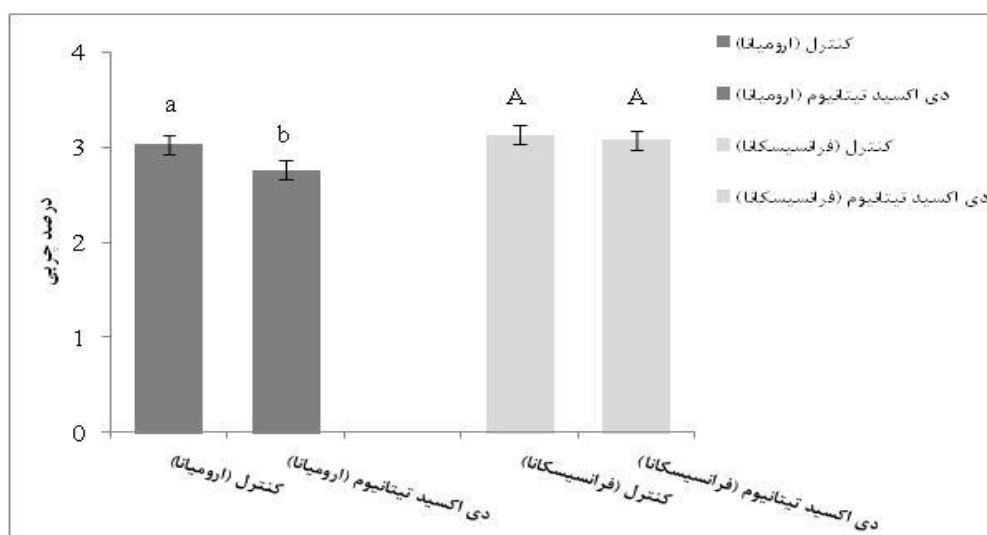 درصد چربی
4
3
2
1
0
a
b
A
A
کنترل (ارومیانا)
دی اکسید تیتانیوم (ارومیانا)
کنترل (فرانسیسکانا)
دی اکسید تیتانیوم (فرانسیسکانا)
کنترل (ارومیانا)
دی اکسید تیتانیوم (ارومیانا)
کنترل (فرانسیسکانا)
دی اکسید تیتانیوم (فرانسیسکانا)